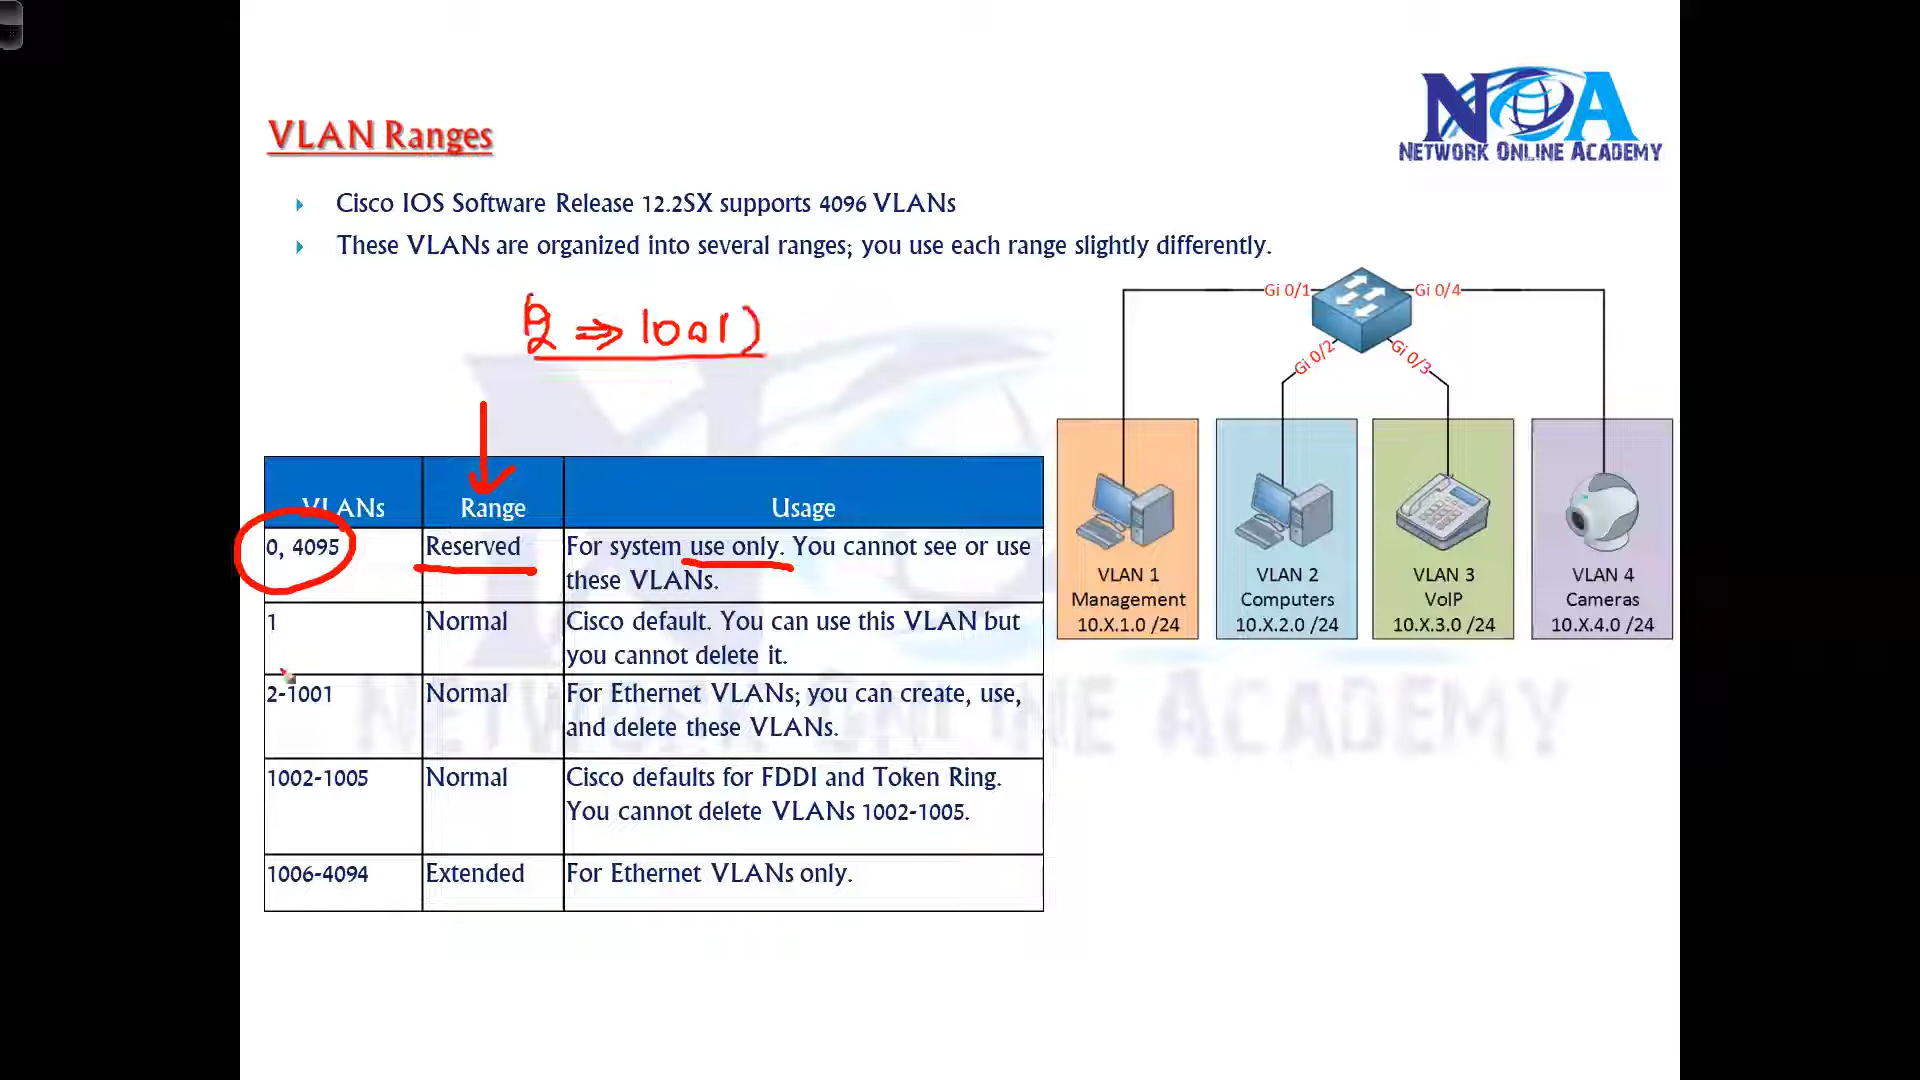 NOA
NETWORK ONLINE ACADEMY
VLAN Ranges
Cisco IOS Software Release 12.2SX supports 4096 VLANs
These VLANs are organized into several ranges; you use each range slightly differently.
2 ⇒ 1001)
Gi 0/1
Gi 0/4
Gi 0/2
Gi 0/3
VLANs Range Usage
0, 4095 Reserved For system use only. You cannot see or use
these VLANs.
1 Normal Cisco default. You can use this VLAN but
you cannot delete it.
2-1001 Normal For Ethernet VLANs; you can create, use,
and delete these VLANs.
1002-1005 Normal Cisco defaults for FDDI and Token Ring.
You cannot delete VLANs 1002-1005.
1006-4094 Extended For Ethernet VLANs only.
VLAN 1
Management
10.X.1.0 /24
VLAN 2
Computers
10.X.2.0 /24
VLAN 3
VoIP
10.X.3.0 /24
VLAN 4
Cameras
10.X.4.0 /24
NETWORK ONLINE ACADEMY